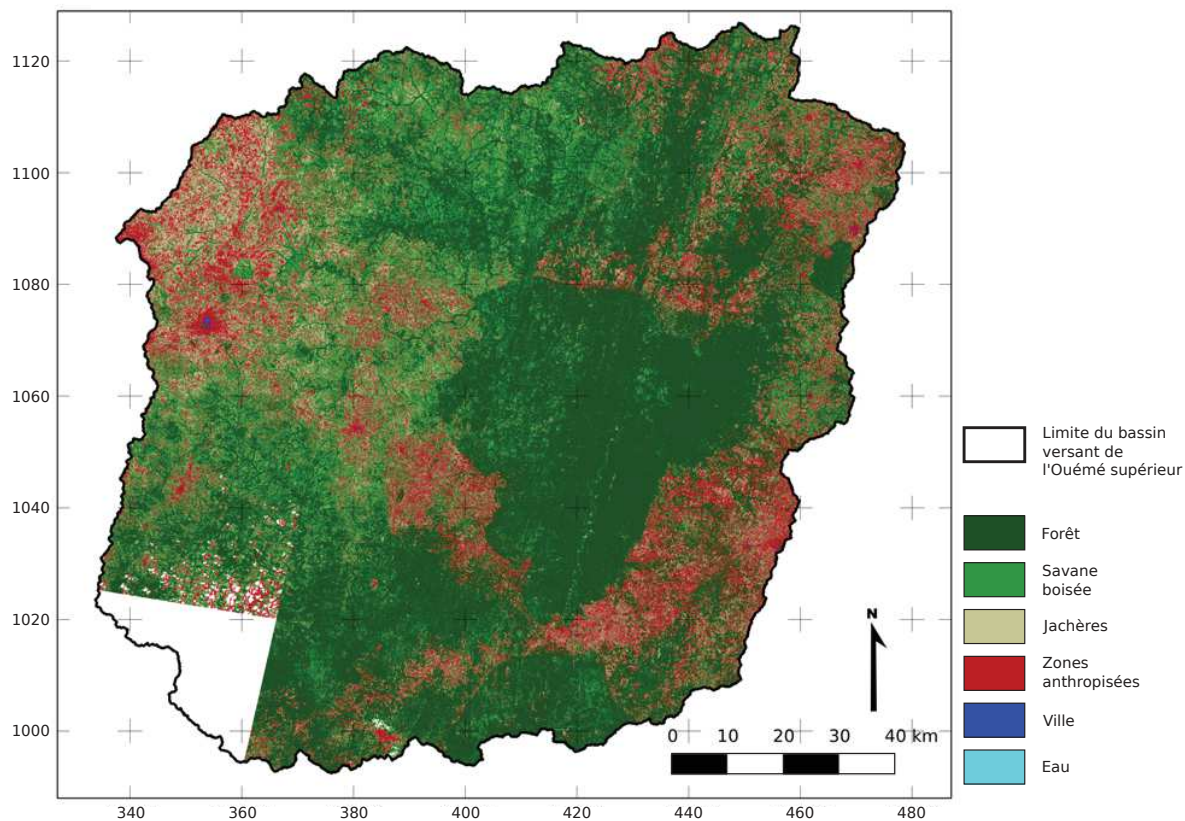 1120
1100
1080
1060
1040
1020
1000
340
360
380
400
420
440
460
480
N
0 10 20 30 40 km
Limite du bassin
versant de
l'Ouémé supérieur
Forêt
Savane
boisée
Jachères
Zones
anthropisées
Ville
Eau